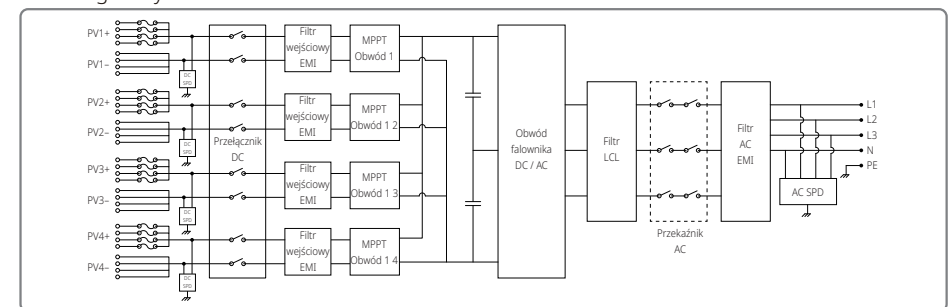 PV1+
PV1–
DC
SPD
PV2+
PV2–
DC
SPD
PV3+
PV3–
DC
SPD
PV4+
PV4–
DC
SPD
Przełącznik
DC
Filtr
wejściowy
EMI
MPPT
Obwód 1
Filtr
wejściowy
EMI
MPPT
Obwód 1 2
Filtr
wejściowy
EMI
MPPT
Obwód 1 3
Filtr
wejściowy
EMI
MPPT
Obwód 1 4
Obwód
falownika
DC / AC
Filtr
LCL
Przekaźnik
AC
Filtr
AC
EMI
AC SPD
L1
L2
L3
N
PE